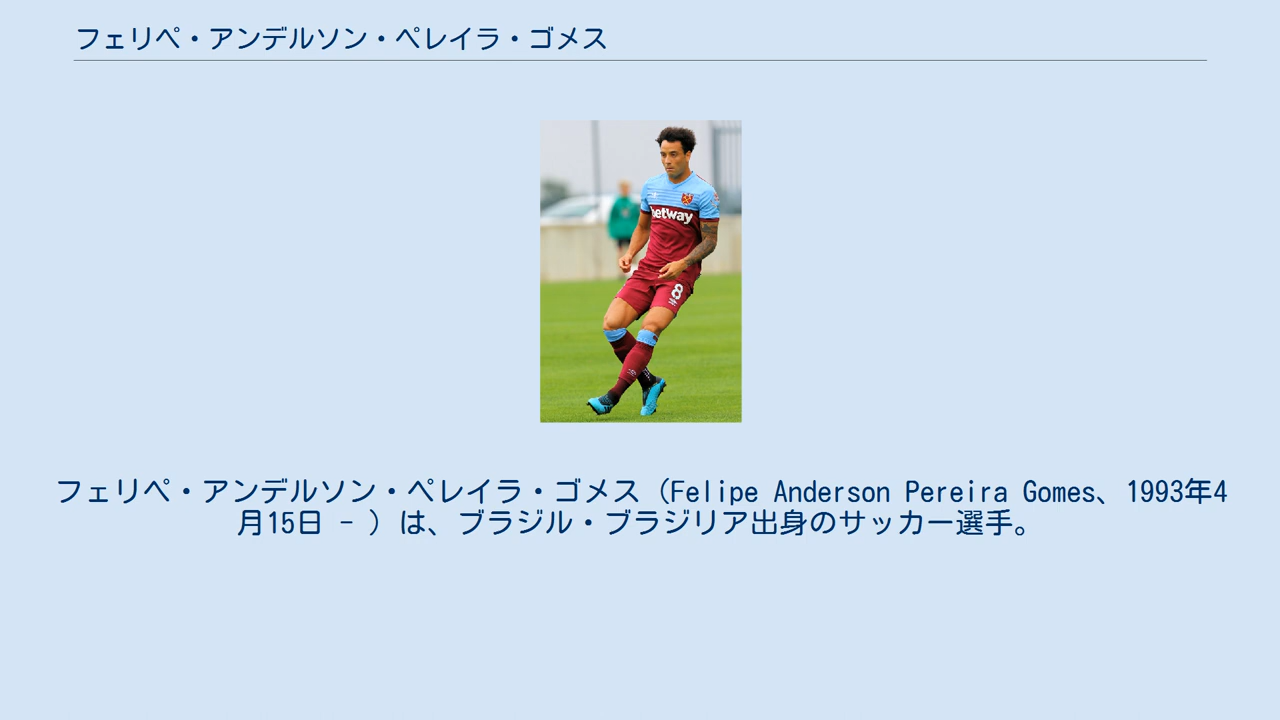 フェリペ・アンデルソン・ペレイラ・ゴメス
betway
8
フェリペ・アンデルソン・ペレイラ・ゴメス（Felipe Anderson Pereira Gomes、1993年4
月15日 - ）は、ブラジル・ブラジリア出身のサッカー選手。